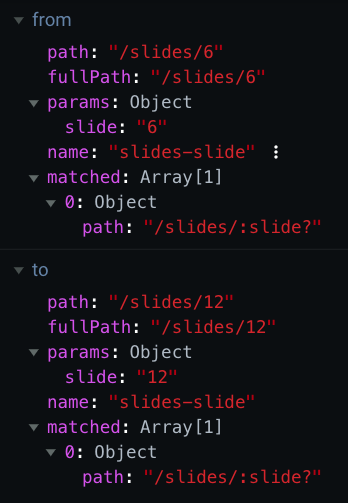 from
path: "/slides/6"
fullPath: "/slides/6"
params: Object
slide: "6"
name: "slides-slide"
matched: Array[1]
0: Object
path: "/slides/:slide?"
to
path: "/slides/12"
fullPath: "/slides/12"
params: Object
slide: "12"
name: "slides-slide"
matched: Array[1]
0: Object
path: "/slides/:slide?"